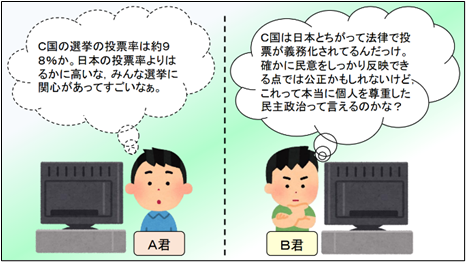 C国の選挙の投票率は約9
8%か。日本の投票率よりは
るかに高いな、みんな選挙に
関心があってすごいなぁ。
A君
C国は日本とちがって法律で投
票が義務化されてるんだっけ。
確かに民意をしっかり反映でき
る点では公正かもしれないけど、
これって本当に個人を尊重した
民主政治って言えるのかな？
B君